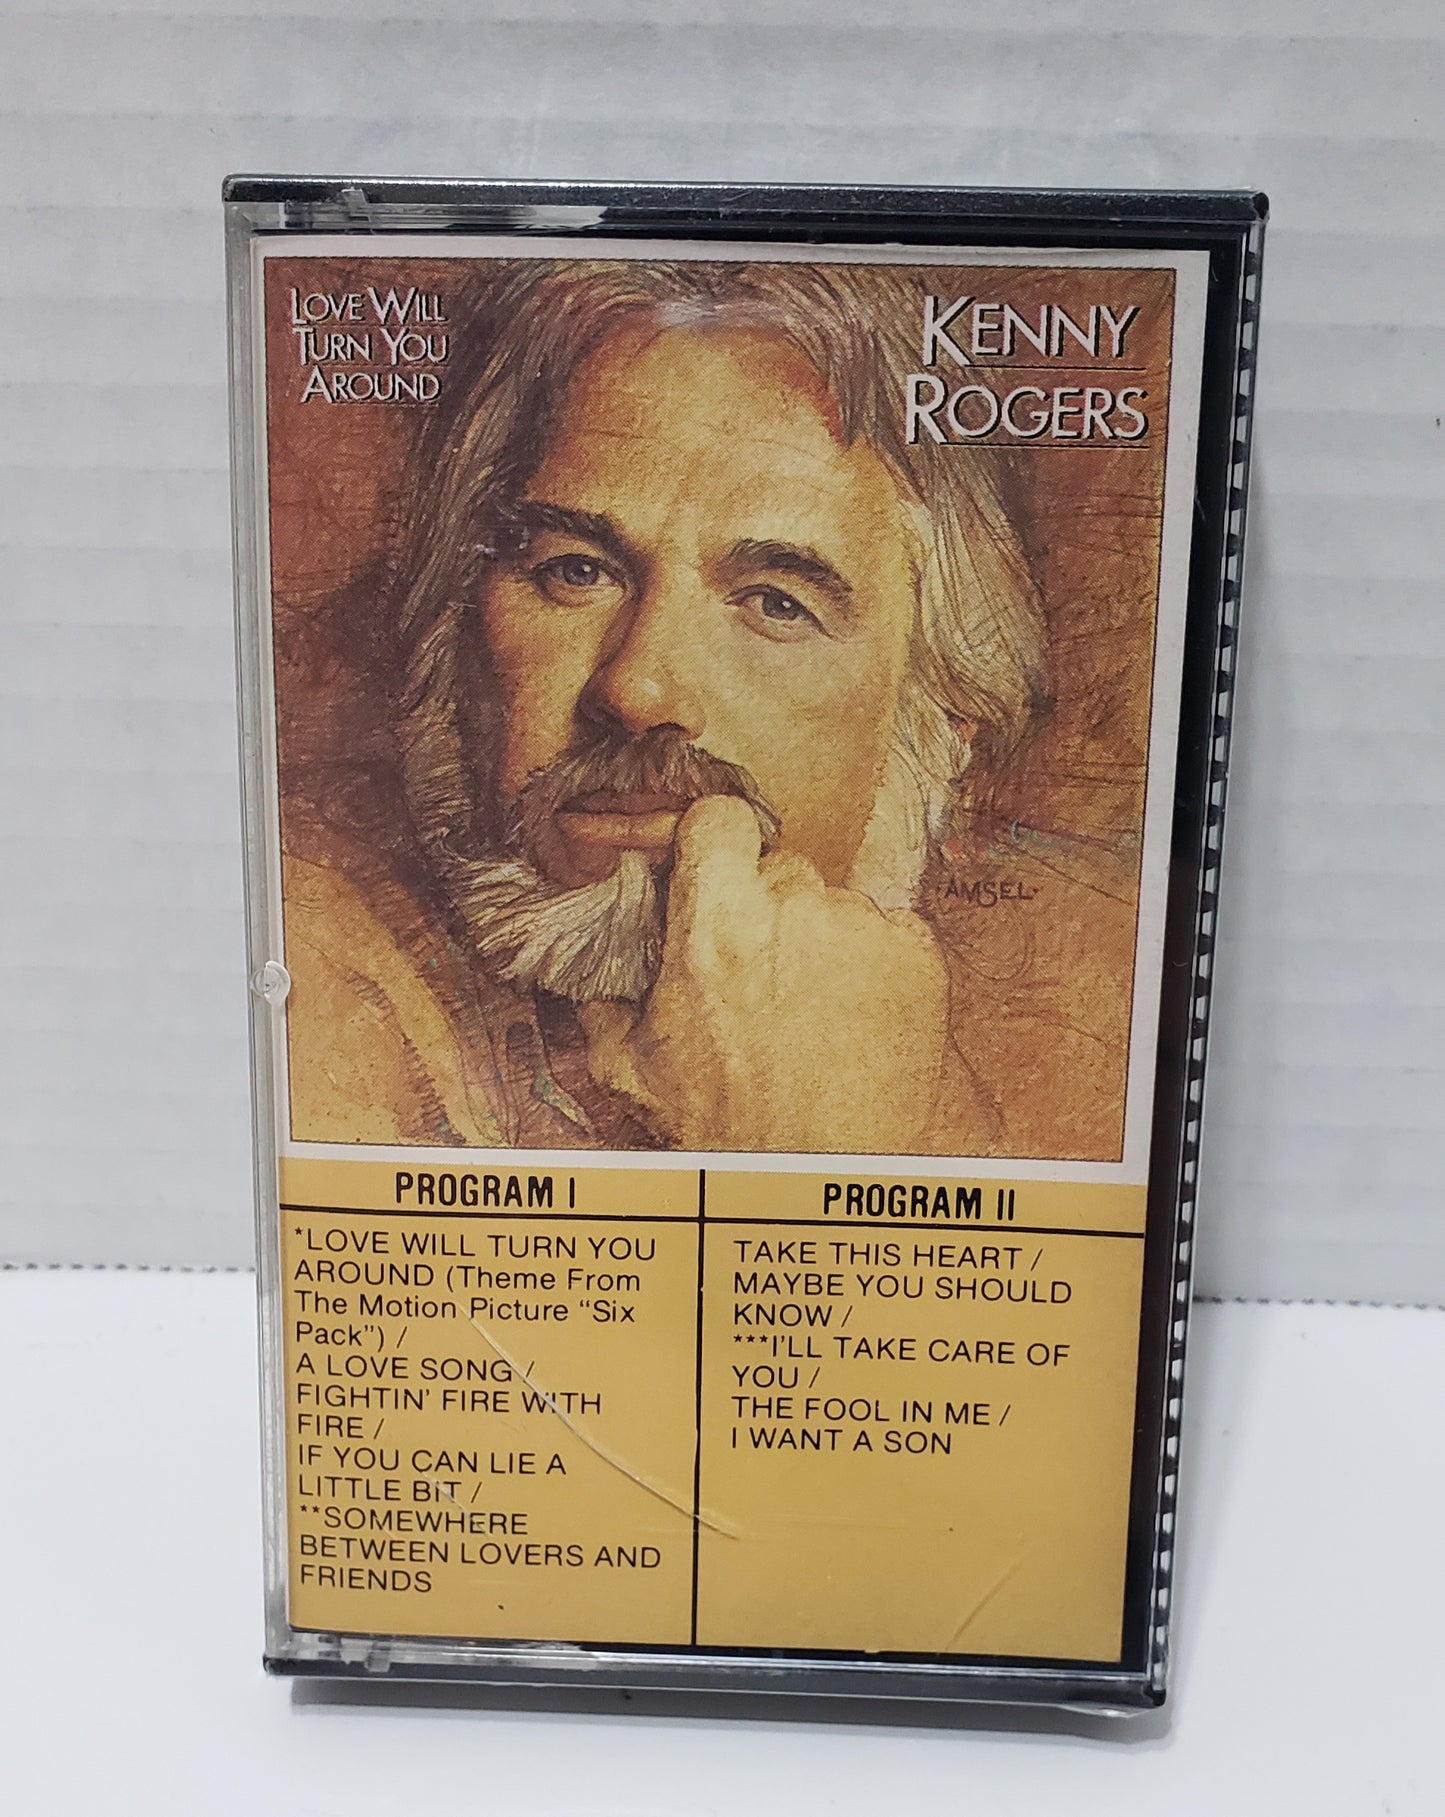 LOVE WILL
TURN YOU
AROUND
KENNY
ROGERS
·AMSEL·
PROGRAM I
*LOVE WILL TURN YOU
AROUND (Theme From
The Motion Picture “Six
Pack”) /
A LOVE SONG /
FIGHTIN’ FIRE WITH
FIRE /
IF YOU CAN LIE A
LITTLE BIT /
**SOMEWHERE
BETWEEN LOVERS AND
FRIENDS
PROGRAM II
TAKE THIS HEART /
MAYBE YOU SHOULD
KNOW /
***I’LL TAKE CARE OF
YOU /
THE FOOL IN ME /
I WANT A SON